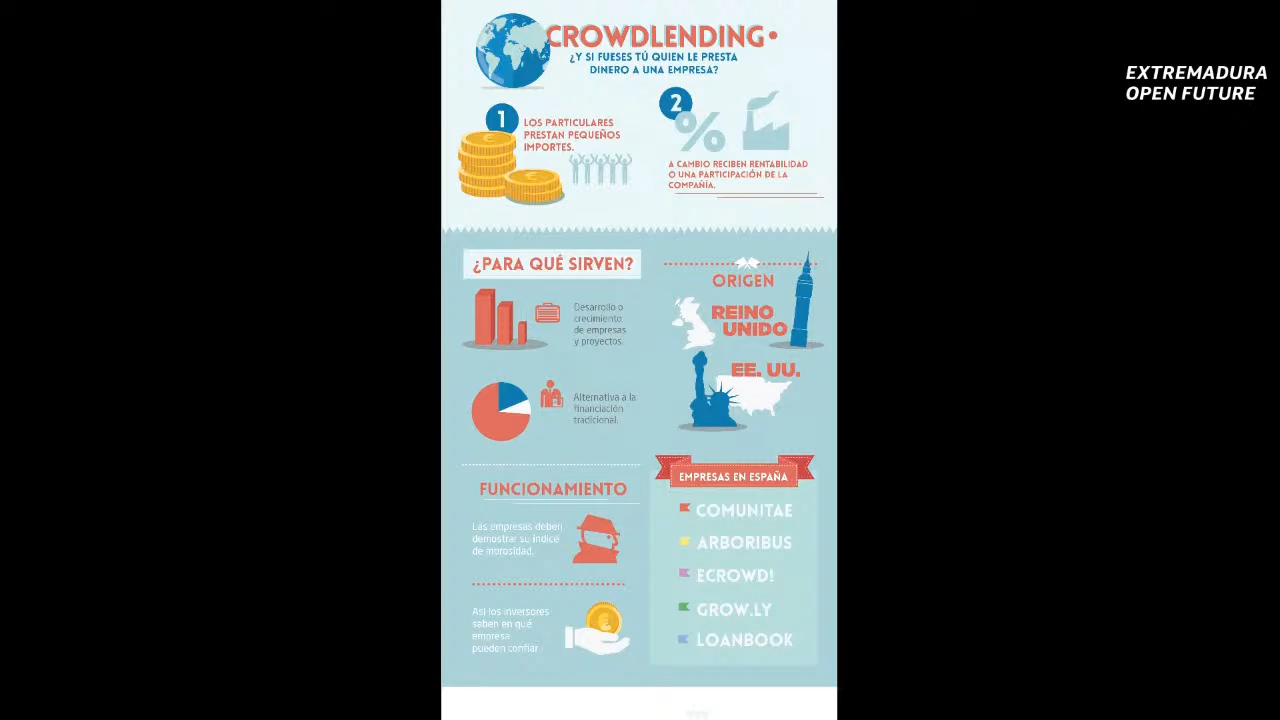 CROWDLENDING
¿Y SI FUESES TÚ QUIEN LE PRESTA
DINERO A UNA EMPRESA?
EXTREMADURA
OPEN FUTURE
1
LOS PARTICULARES
PRESTAN PEQUEÑOS
IMPORTES.
2
%
A CAMBIO RECIBEN RENTABILIDAD
O UNA PARTICIPACIÓN DE LA
COMPAÑÍA.
¿PARA QUÉ SIRVEN?
Desarrollo o
crecimiento
de empresas
y proyectos.
Alternativa a la
financiación
tradicional.
ORIGEN
REINO
UNIDO
EE. UU.
FUNCIONAMIENTO
Las empresas deben
demostrar su índice
de morosidad.
Así los inversores
saben en qué
empresa
pueden confiar
EMPRESAS EN ESPAÑA
COMUNITAE
ARBORIBUS
ECROWD!
GROW.LY
LOANBOOK